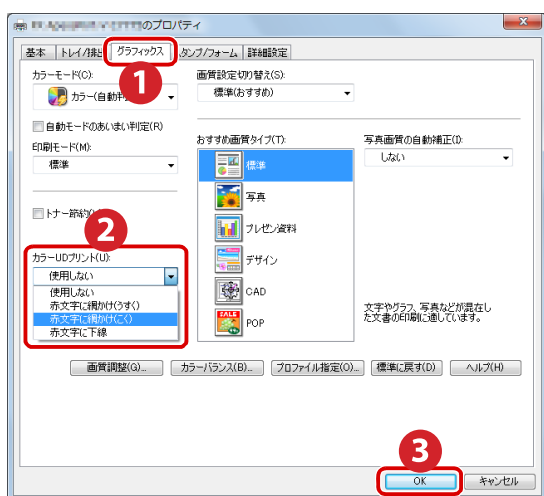 のプロパティ
基本
トレイ/排出
グラフィックス
スタンプ/フォーム
詳細設定
1
カラーモード(C):
カラー(自動判
自動モードのあいまい判定(R)
印刷モード(M):
標準
トナー節約
2
カラーUDプリント(U):
使用しない
使用しない
赤文字に網かけ(うすく)
赤文字に網かけ(こく)
赤文字に下線
画質設定切り替え(S):
標準(おすすめ)
おすすめ画質タイプ(T):
標準
写真
プレゼン資料
デザイン
CAD
SALE
POP
写真画質の自動補正(I):
しない
文字やグラフ、写真などが混在し
た文書の印刷に適しています。
画質調整(G)...
カラーバランス(B)...
プロファイル指定(O)...
標準に戻す(D)
ヘルプ(H)
3
OK
キャンセル